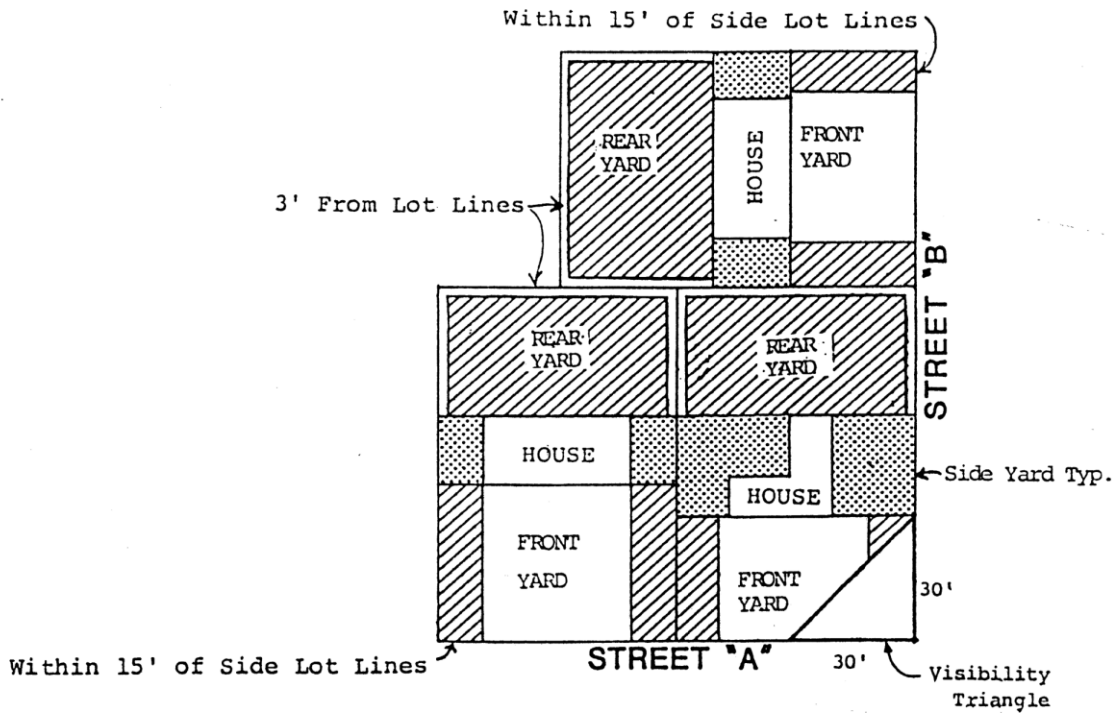 Within 15' of Side Lot Lines
REAR
YARD
HOUSE
FRONT
YARD
3' From Lot Lines
STREET "B"
REAR
YARD
REAR
YARD
HOUSE
HOUSE
Side Yard Typ.
FRONT
YARD
FRONT
YARD
30'
Within 15' of Side Lot Lines
STREET "A"
30'
Visibility
Triangle